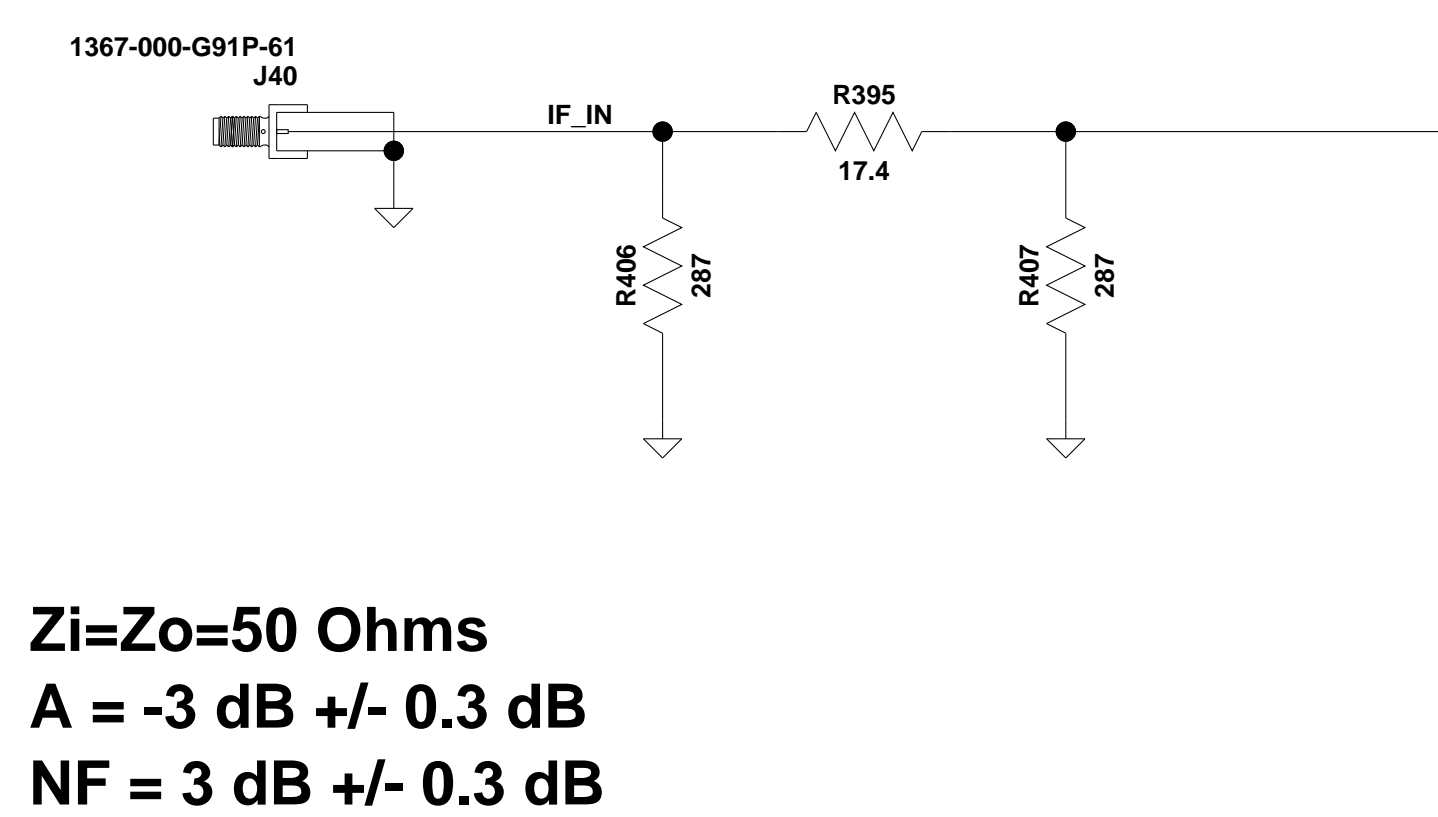 1367-000-G91P-61
J40
IF_IN
R395
17.4
R406
287
R407
287
Zi=Zo=50 Ohms
A = -3 dB +/- 0.3 dB
NF = 3 dB +/- 0.3 dB